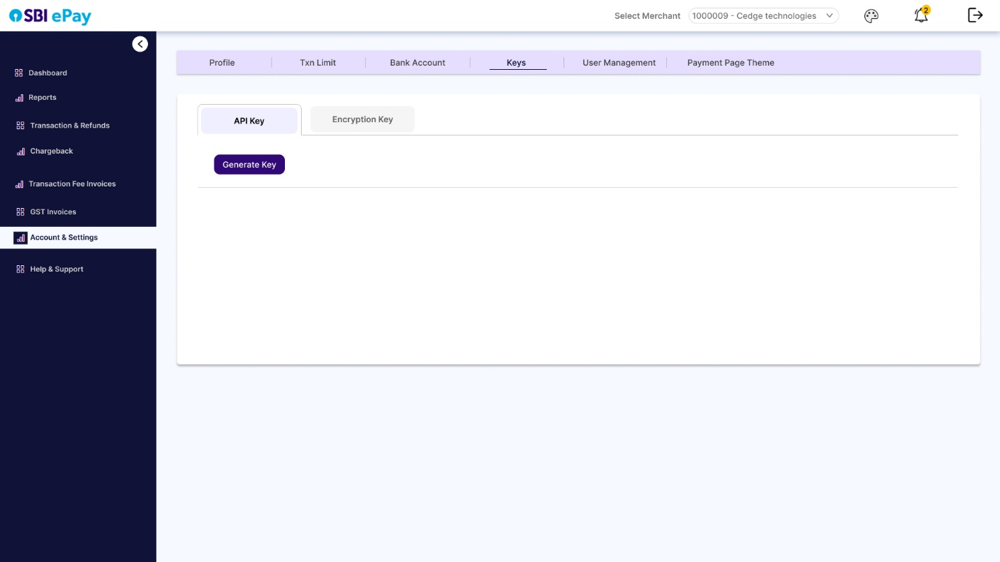 SBI ePay
Select Merchant 1000009 - Cedge technologies 2
Profile Txn Limit Bank Account Keys User Management Payment Page Theme
Dashboard
Reports
Transaction & Refunds
Chargeback
Transaction Fee Invoices
GST Invoices
Account & Settings
Help & Support
API Key Encryption Key
Generate Key